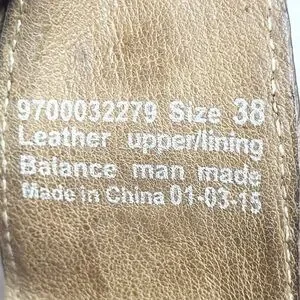 9700032279 Size 38
Leather upper/lining
Balance man made
Made in China 01-03-15